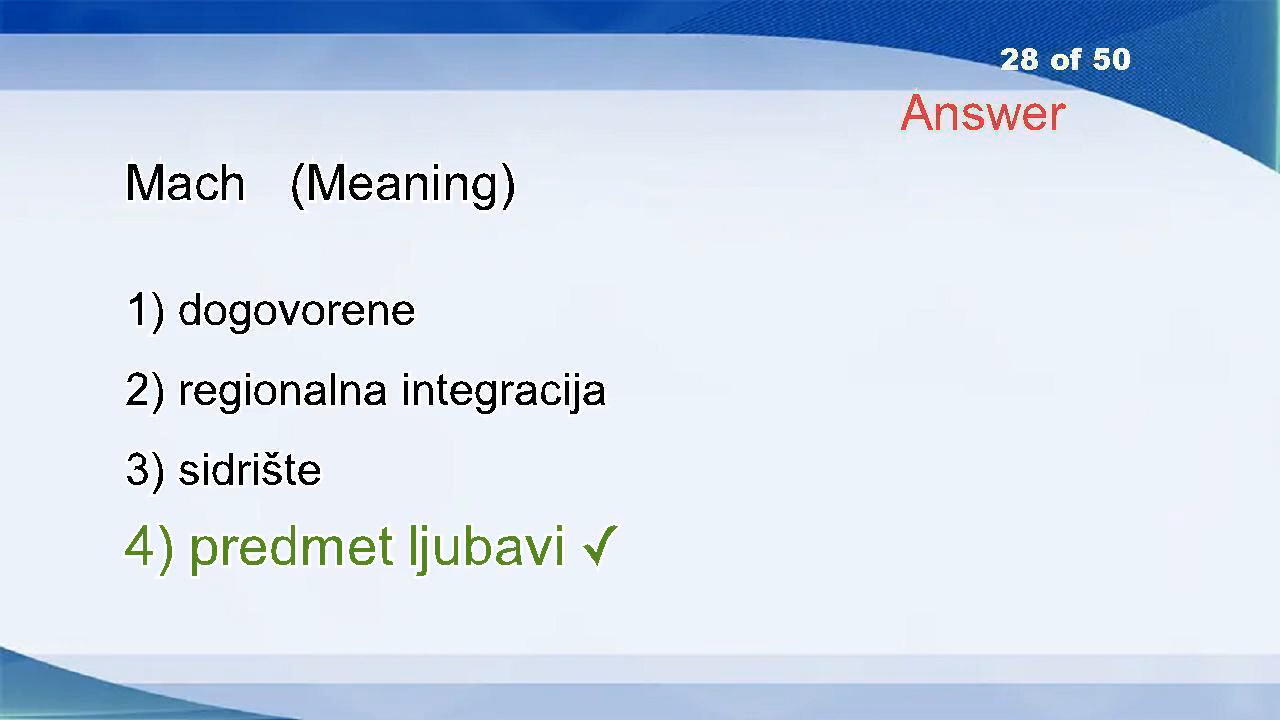 28 of 50
Answer
Mach (Meaning)
1) dogovorene
2) regionalna integracija
3) sidrište
4) predmet ljubavi ✓